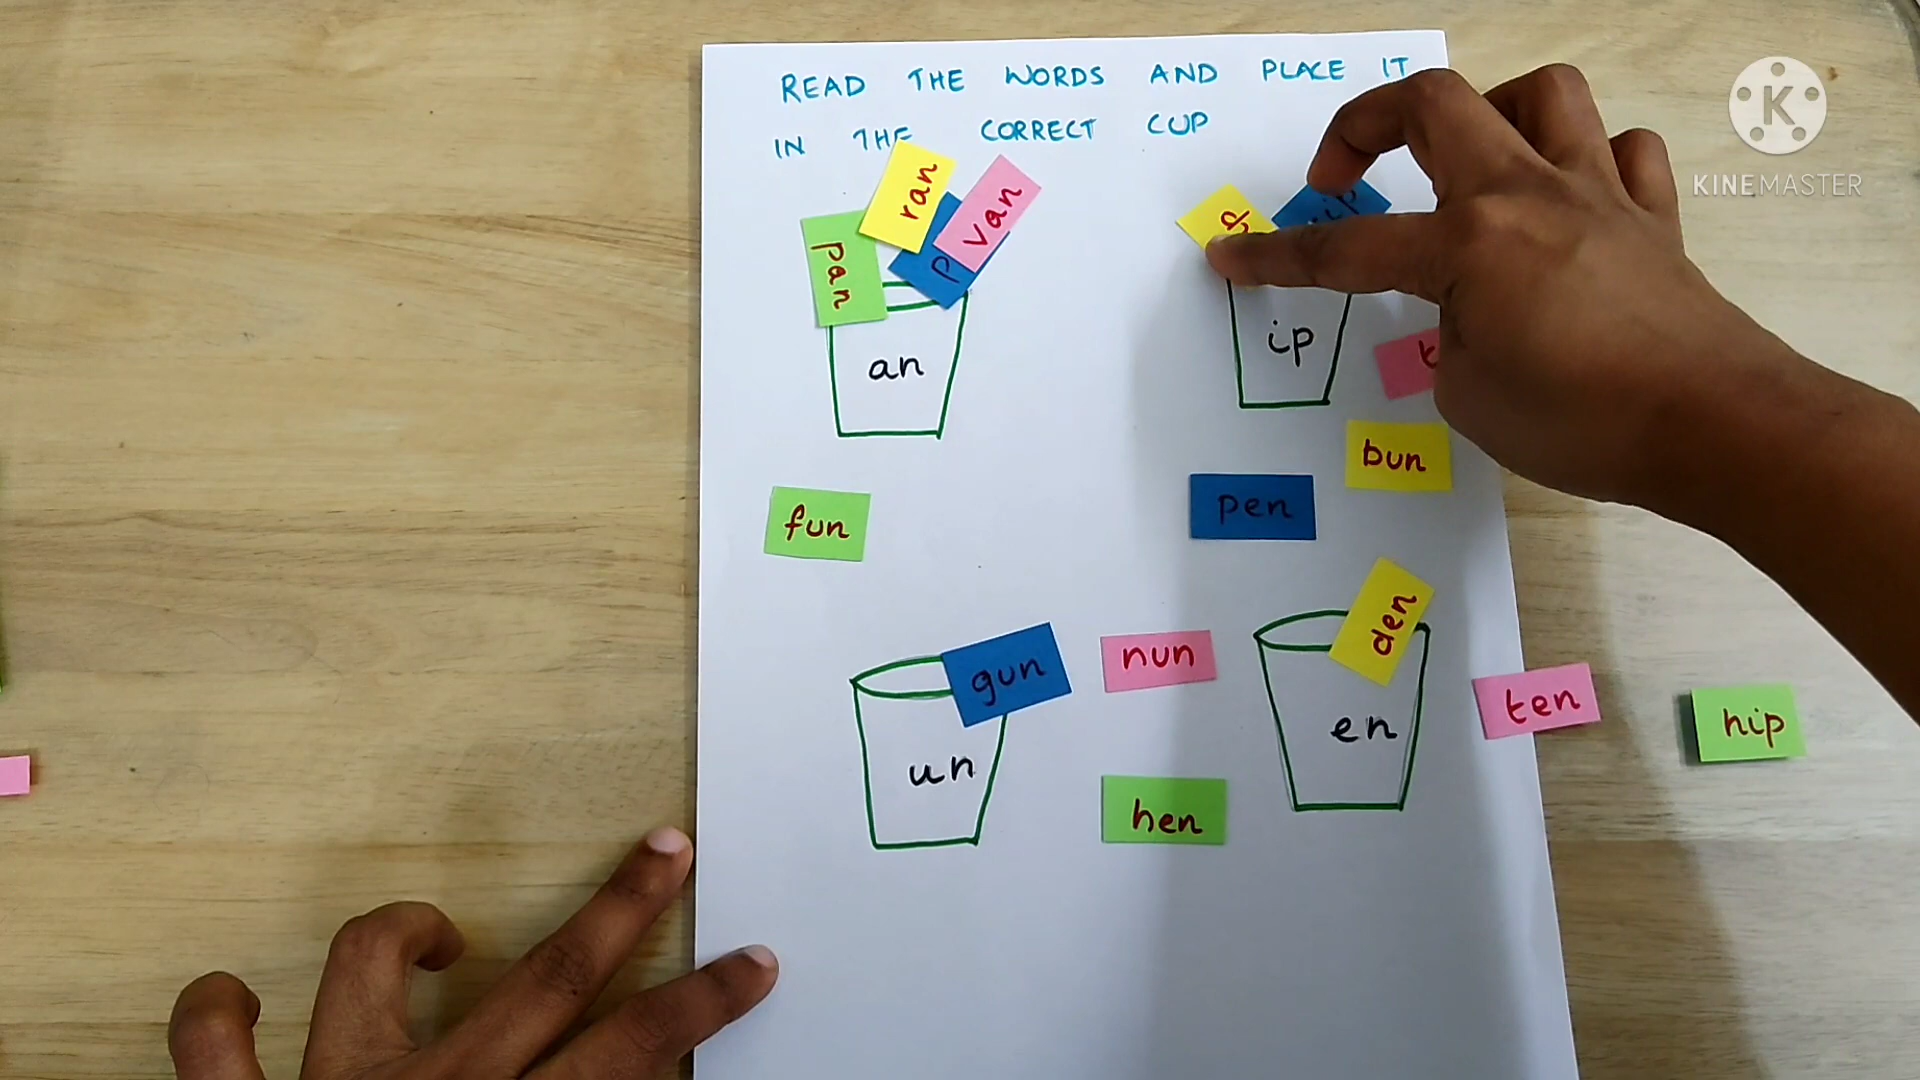 READ THE WORDS AND PLACE IT
IN THE CORRECT CUP
KINEMASTER
ran
van
pan
an
ip
bun
pen
fun
den
gun
nun
ten
hip
en
un
hen